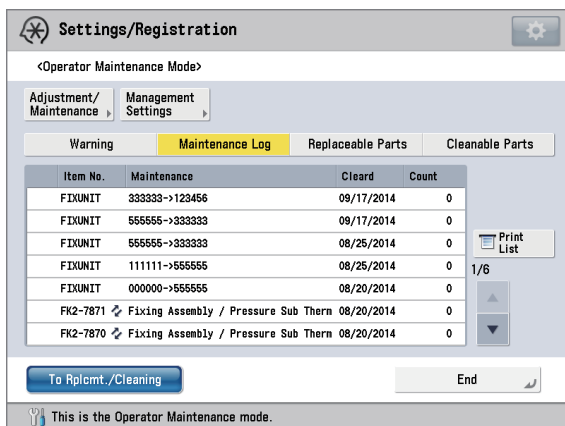 Settings/Registration
<Operator Maintenance Mode>
Adjustment/
Maintenance
Management
Settings
Warning Maintenance Log Replaceable Parts Cleanable Parts
Item No. Maintenance Cleard Count
FIXUNIT 333333->123456 09/17/2014 0
FIXUNIT 555555->333333 09/17/2014 0
FIXUNIT 555555->333333 08/25/2014 0
FIXUNIT 111111->555555 08/25/2014 0
FIXUNIT 000000->555555 08/20/2014 0
FK2-7871 Fixing Assembly / Pressure Sub Therm 08/20/2014 0
FK2-7870 Fixing Assembly / Pressure Sub Therm 08/20/2014 0
Print
List
1/6
To Rplcmt./Cleaning
End
This is the Operator Maintenance mode.